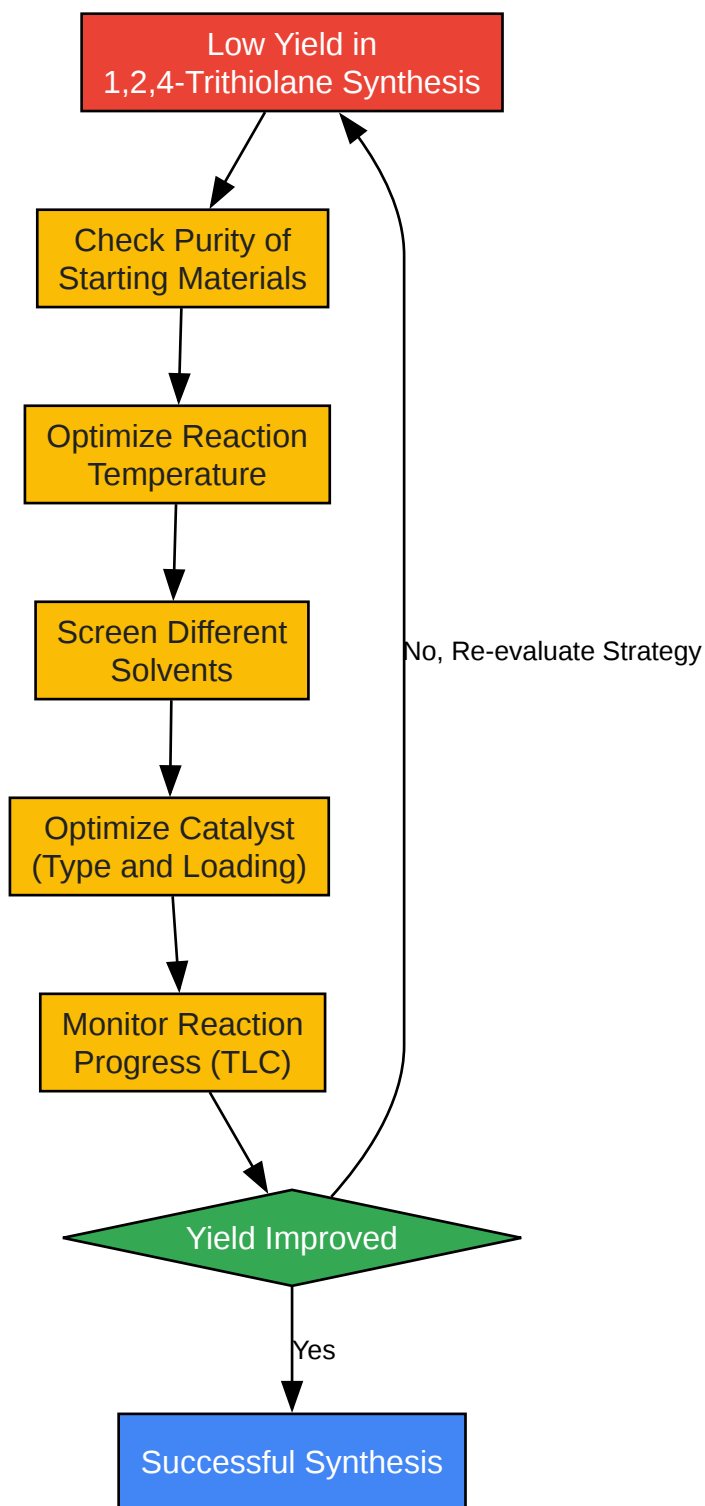 Low Yield in
1,2,4-Trithiolane Synthesis
Check Purity of
Starting Materials
Optimize Reaction
Temperature
Screen Different
Solvents
No, Re-evaluate Strategy
Optimize Catalyst
(Type and Loading)
Monitor Reaction
Progress (TLC)
Yield Improved
Yes
Successful Synthesis